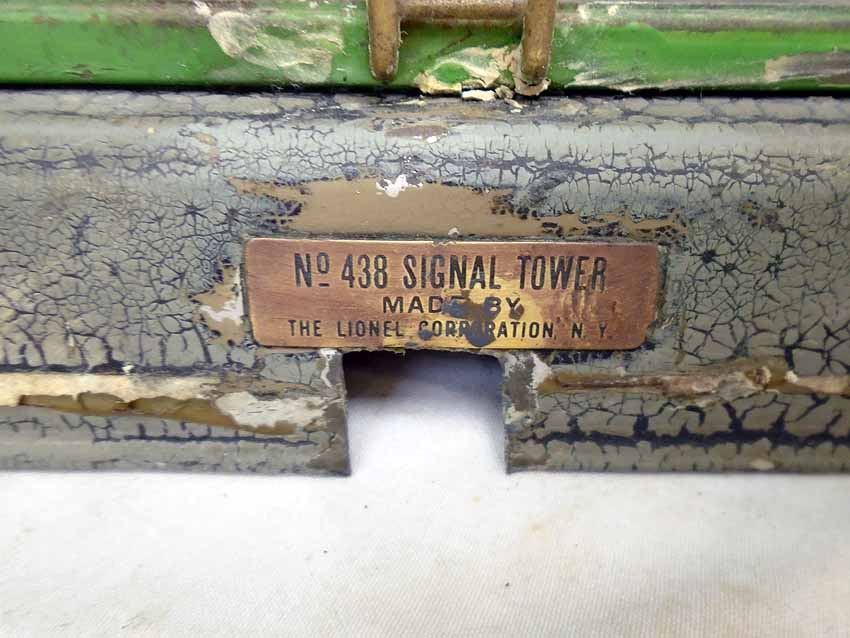 Nº 438 SIGNAL TOWER
MADE BY
THE LIONEL CORPORATION, N.Y.